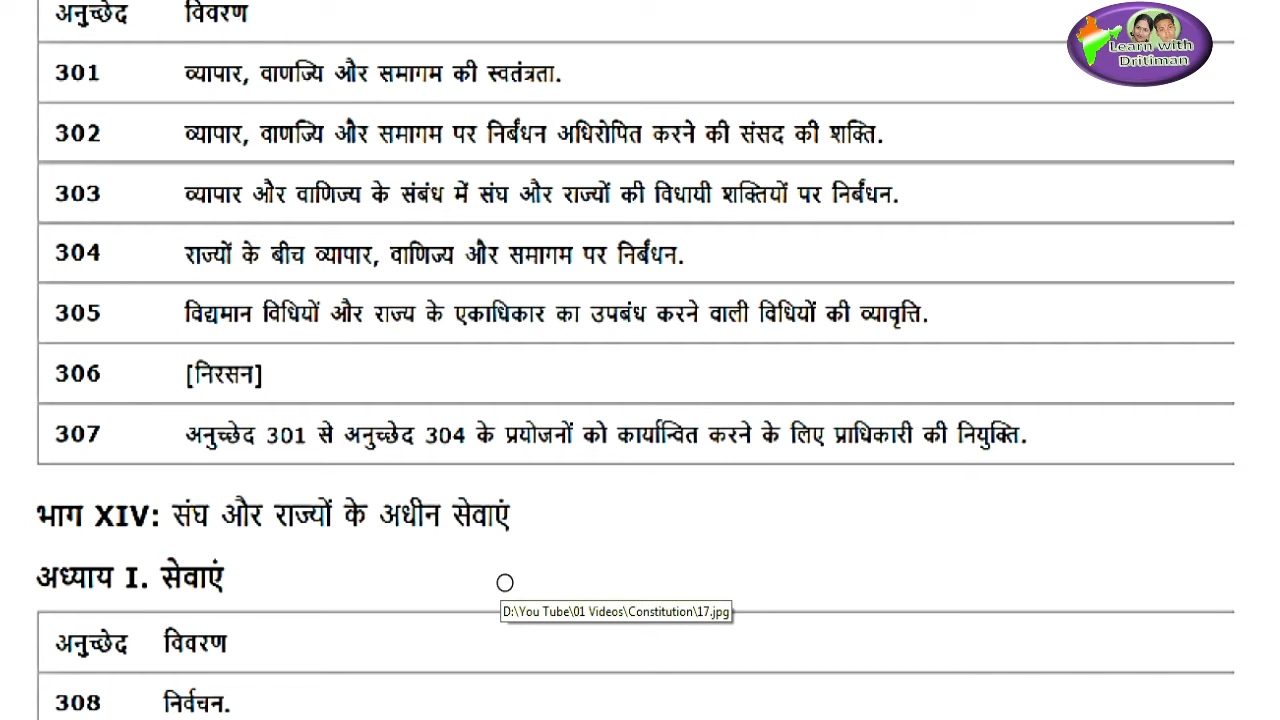 Learn with
Dritiman
अनुच्छेद विवरण
301 व्यापार, वाणज्यि और समागम की स्वतंत्रता.
302 व्यापार, वाणज्यि और समागम पर निर्बंधन अधिरोपित करने की संसद की शक्ति.
303 व्यापार और वाणिज्य के संबंध में संघ और राज्यों की विधायी शक्तियों पर निर्बंधन.
304 राज्यों के बीच व्यापार, वाणिज्य और समागम पर निर्बंधन.
305 विद्यमान विधियों और राज्य के एकाधिकार का उपबंध करने वाली विधियों की व्यावृत्ति.
306 [निरसन]
307 अनुच्छेद 301 से अनुच्छेद 304 के प्रयोजनों को कार्यान्वित करने के लिए प्राधिकारी की नियुक्ति.
भाग XIV: संघ और राज्यों के अधीन सेवाएं
अध्याय I. सेवाएं
D:\You Tube\01 Videos\Constitution\17.jpg
अनुच्छेद विवरण
308 निर्वचन.